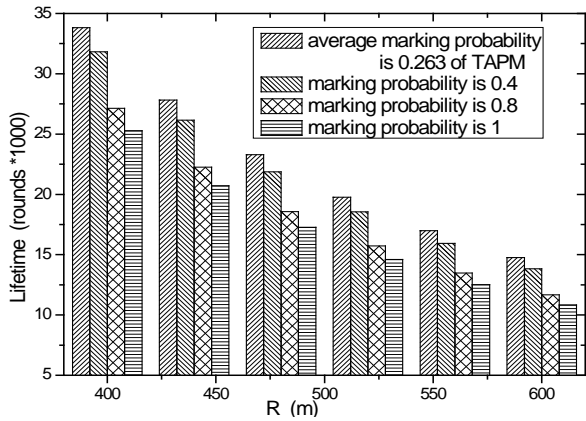 35
30
25
20
15
10
5
Lifetime (rounds *1000)
average marking probability
is 0.263 of TAPM
marking probability is 0.4
marking probability is 0.8
marking probability is 1
400
450
500
550
600
R (m)